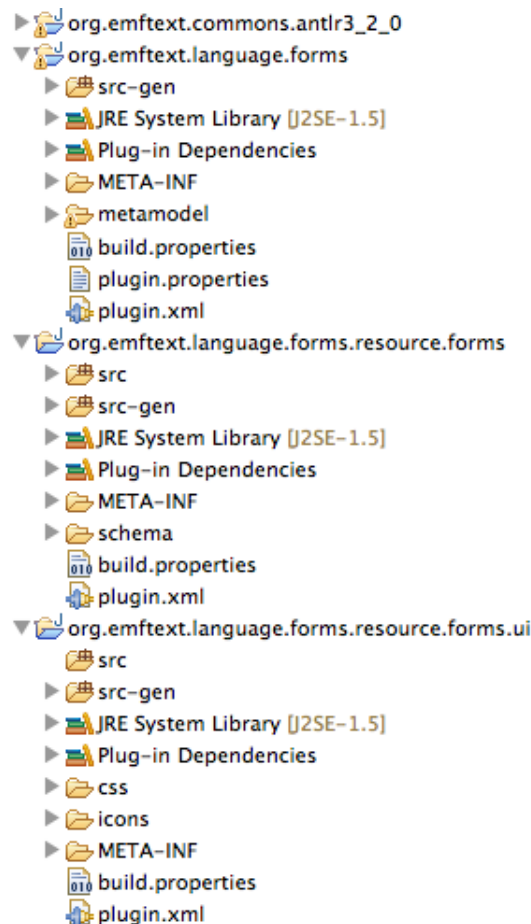 org.emftext.commons.antlr3_2_0
org.emftext.language.forms
src-gen
JRE System Library [J2SE-1.5]
Plug-in Dependencies
META-INF
metamodel
build.properties
plugin.properties
plugin.xml
org.emftext.language.forms.resource.forms
src
src-gen
JRE System Library [J2SE-1.5]
Plug-in Dependencies
META-INF
schema
build.properties
plugin.xml
org.emftext.language.forms.resource.forms.ui
src
src-gen
JRE System Library [J2SE-1.5]
Plug-in Dependencies
css
icons
META-INF
build.properties
plugin.xml